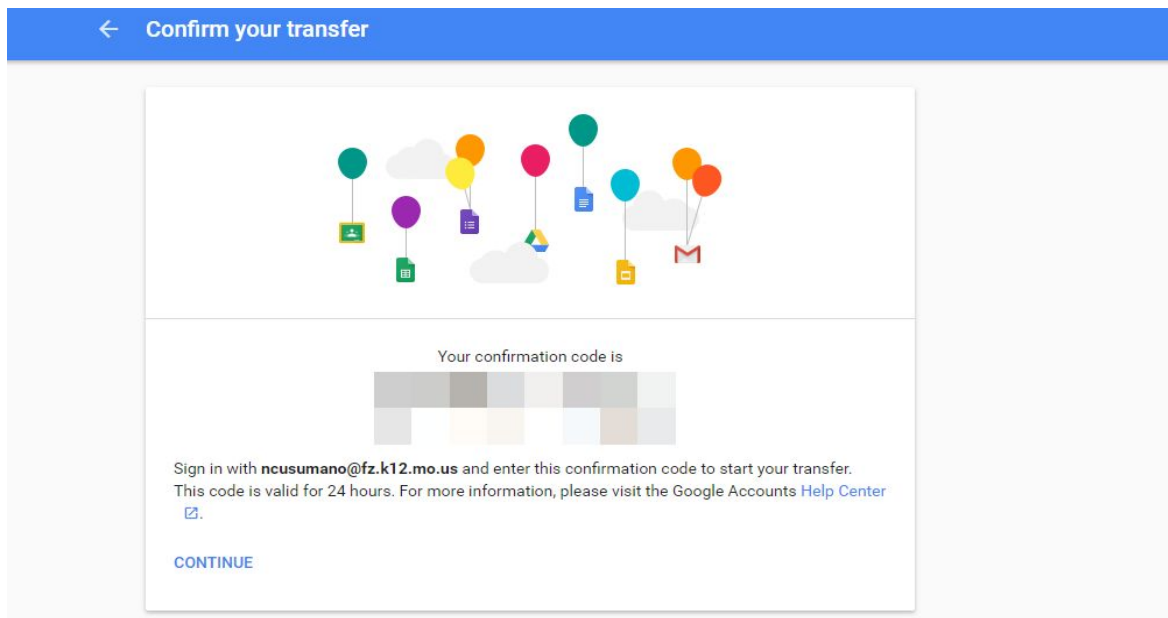 Confirm your transfer
Your confirmation code is
Sign in with ncusumano@fz.k12.mo.us and enter this confirmation code to start your transfer.
This code is valid for 24 hours. For more information, please visit the Google Accounts Help Center
.
CONTINUE